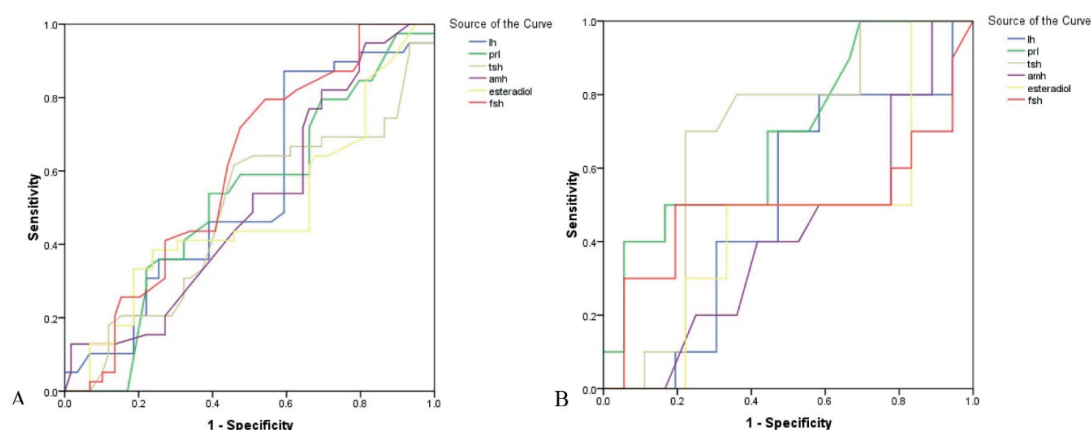 Source of the Curve
lh
prl
tsh
amh
esteradiol
fsh
1.0
0.8
0.6
0.4
0.2
0.0
Sensitivity
0.0 0.2 0.4 0.6 0.8 1.0
1 - Specificity
A
Source of the Curve
lh
prl
tsh
amh
esteradiol
fsh
1.0
0.8
0.6
0.4
0.2
0.0
Sensitivity
0.0 0.2 0.4 0.6 0.8 1.0
1 - Specificity
B